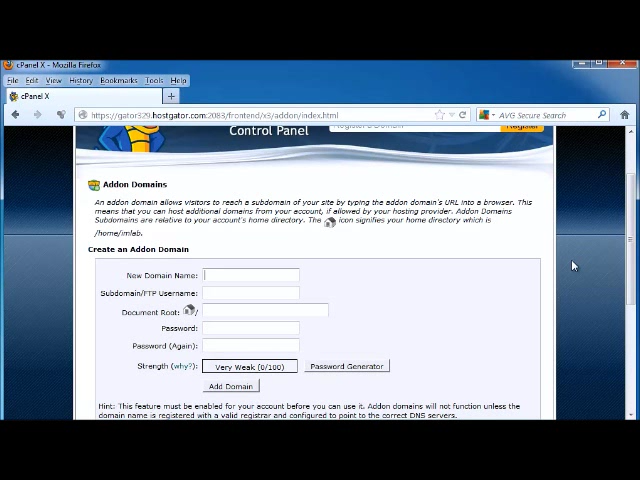 cPanel X - Mozilla Firefox
File Edit View History Bookmarks Tools Help
cPanel X
https://gator329.hostgator.com:2083/frontend/x3/addon/index.html
AVG Secure Search
Control Panel
Register
Addon Domains
An addon domain allows visitors to reach a subdomain of your site by typing the addon domain's URL into a browser. This
means that you can host additional domains from your account, if allowed by your hosting provider. Addon Domains
Subdomains are relative to your account's home directory. The icon signifies your home directory which is
/home/imlab.
Create an Addon Domain
New Domain Name:
Subdomain/FTP Username:
Document Root: /
Password:
Password (Again):
Strength (why?): Very Weak (0/100) Password Generator
Add Domain
Hint: This feature must be enabled for your account before you can use it. Addon domains will not function unless the
domain name is registered with a valid registrar and configured to point to the correct DNS servers.